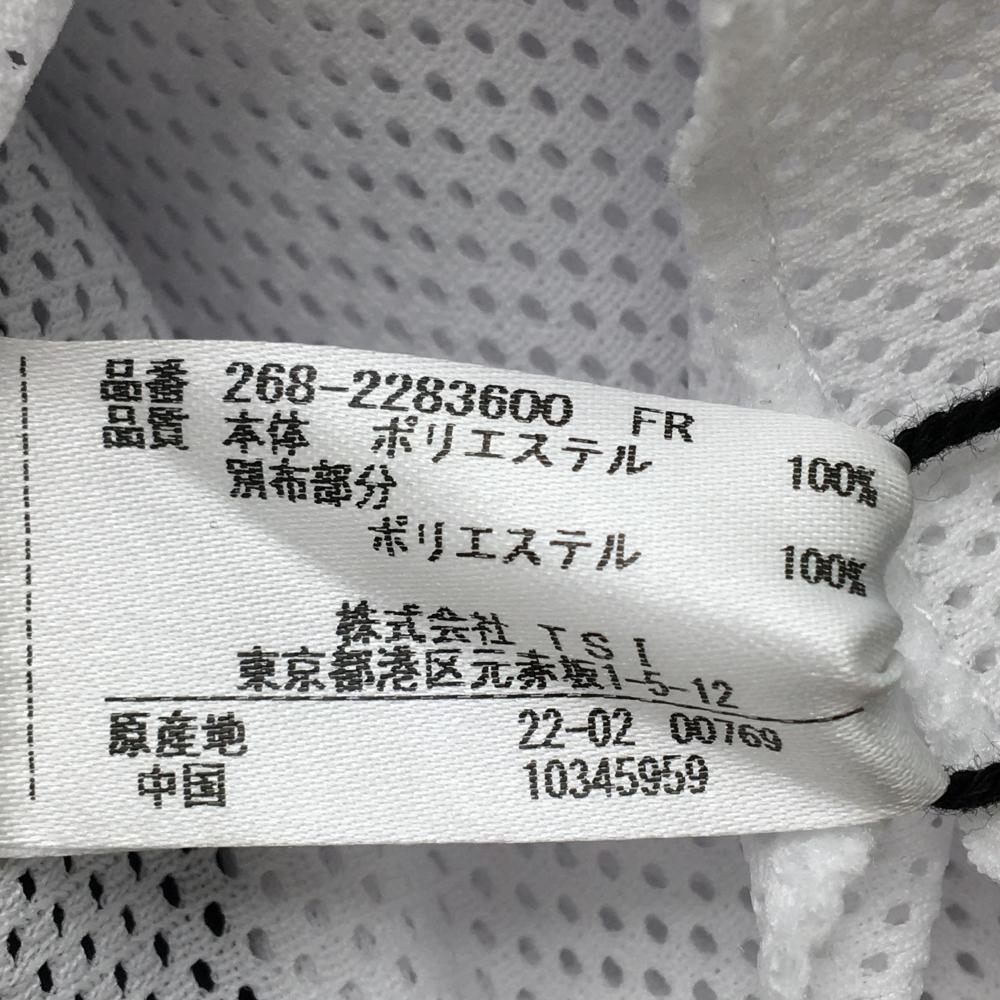 品番 268-2283600 FR
品質 本体 ポリエステル 100%
別布部分
ポリエステル 100%
株式会社 TSI
東京都港区元赤坂1-5-12
原産地 22-02 00769
中国 10345959